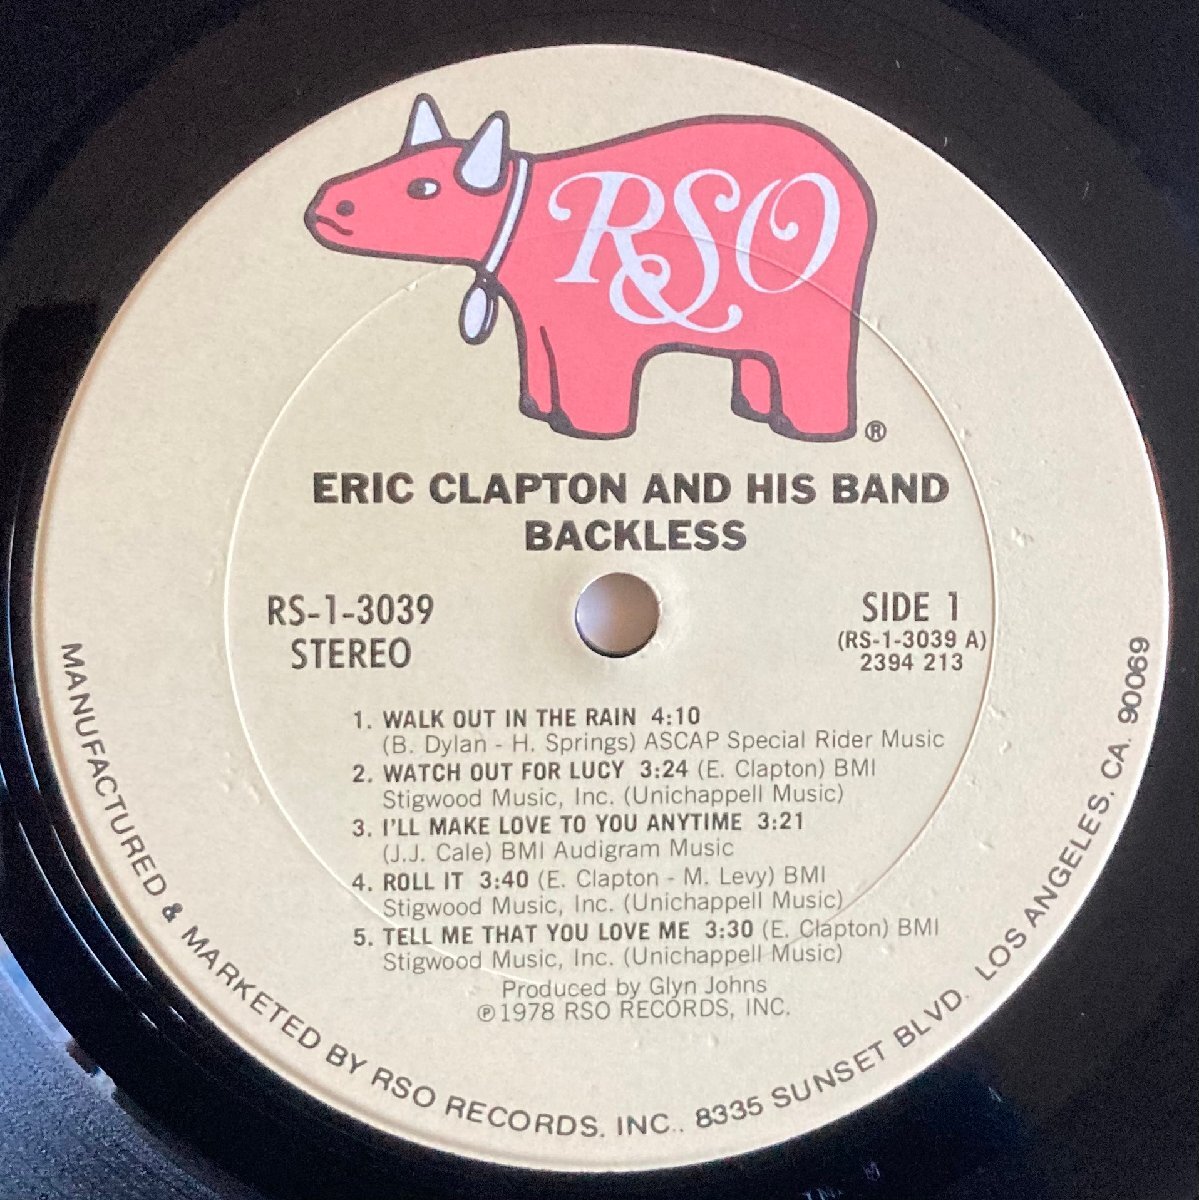 RSO
®
ERIC CLAPTON AND HIS BAND
BACKLESS
RS-1-3039
STEREO
SIDE 1
(RS-1-3039 A)
2394 213
1. WALK OUT IN THE RAIN 4:10
(B. Dylan - H. Springs) ASCAP Special Rider Music
2. WATCH OUT FOR LUCY 3:24 (E. Clapton) BMI
Stigwood Music, Inc. (Unichappell Music)
3. I'LL MAKE LOVE TO YOU ANYTIME 3:21
(J.J. Cale) BMI Audigram Music
4. ROLL IT 3:40 (E. Clapton - M. Levy) BMI
Stigwood Music, Inc. (Unichappell Music)
5. TELL ME THAT YOU LOVE ME 3:30 (E. Clapton) BMI
Stigwood Music, Inc. (Unichappell Music)
Produced by Glyn Johns
℗1978 RSO RECORDS, INC.
MANUFACTURED & MARKETED BY RSO RECORDS, INC., 8335 SUNSET BLVD. LOS ANGELES, CA. 90069